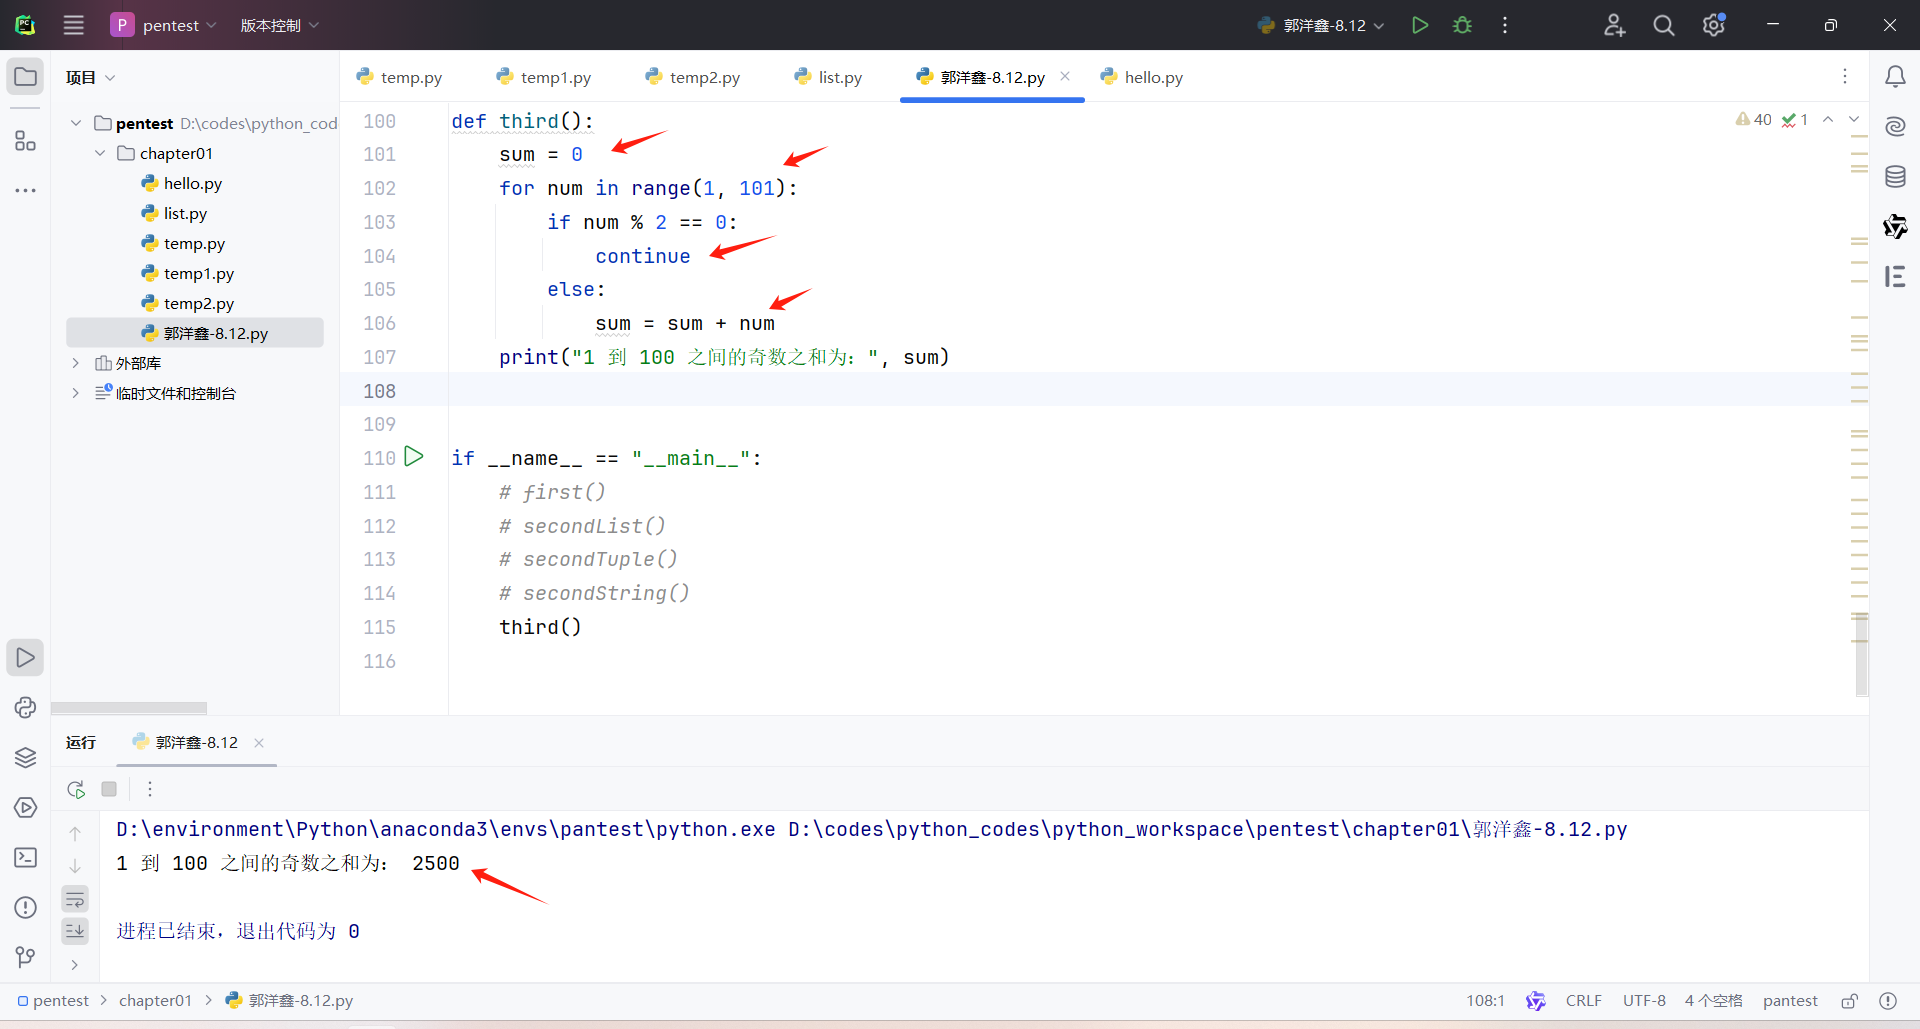 P pentest 版本控制 郭洋鑫-8.12
项目
temp.py temp1.py temp2.py list.py 郭洋鑫-8.12.py hello.py
pentest D:\codes\python_cod
chapter01
hello.py
list.py
temp.py
temp1.py
temp2.py
郭洋鑫-8.12.py
外部库
临时文件和控制台
40 1
100 def third():
101 sum = 0
102 for num in range(1, 101):
103 if num % 2 == 0:
104 continue
105 else:
106 sum = sum + num
107 print("1 到 100 之间的奇数之和为: ", sum)
108
109
110 if __name__ == "__main__":
111 # first()
112 # secondList()
113 # secondTuple()
114 # secondString()
115 third()
116
运行 郭洋鑫-8.12
D:\environment\Python\anaconda3\envs\pantest\python.exe D:\codes\python_codes\python_workspace\pentest\chapter01\郭洋鑫-8.12.py
1 到 100 之间的奇数之和为:  2500
进程已结束，退出代码为 0
pentest chapter01 郭洋鑫-8.12.py 108:1 CRLF UTF-8 4 个空格 pantest